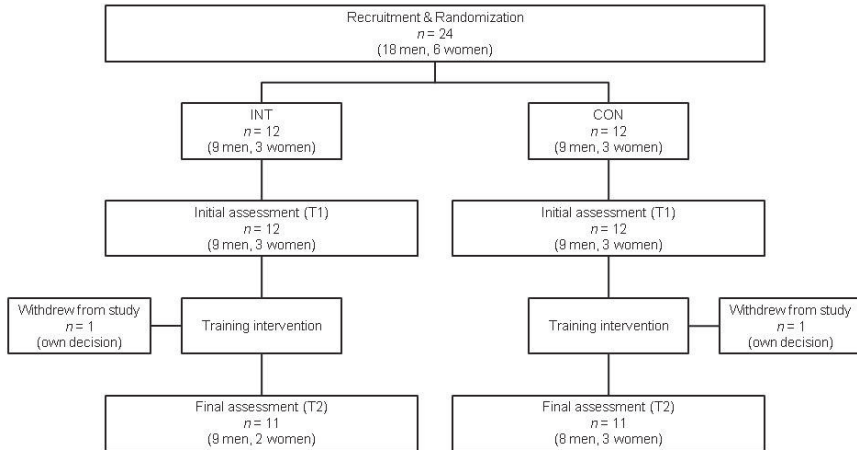 Recruitment & Randomization
n = 24
(18 men, 6 women)
INT
n = 12
(9 men, 3 women)
CON
n = 12
(9 men, 3 women)
Initial assessment (T1)
n = 12
(9 men, 3 women)
Initial assessment (T1)
n = 12
(9 men, 3 women)
Withdrew from study
n = 1
(own decision)
Training intervention
Training intervention
Withdrew from study
n = 1
(own decision)
Final assessment (T2)
n = 11
(9 men, 2 women)
Final assessment (T2)
n = 11
(8 men, 3 women)